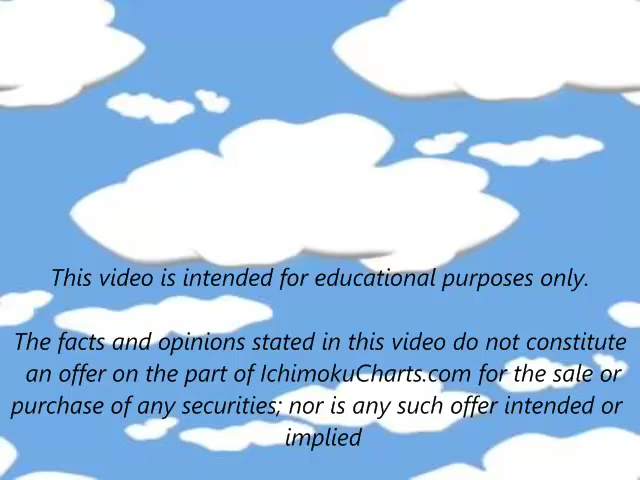 This video is intended for educational purposes only.
The facts and opinions stated in this video do not constitute
an offer on the part of IchimokuCharts.com for the sale or
purchase of any securities; nor is any such offer intended or
implied